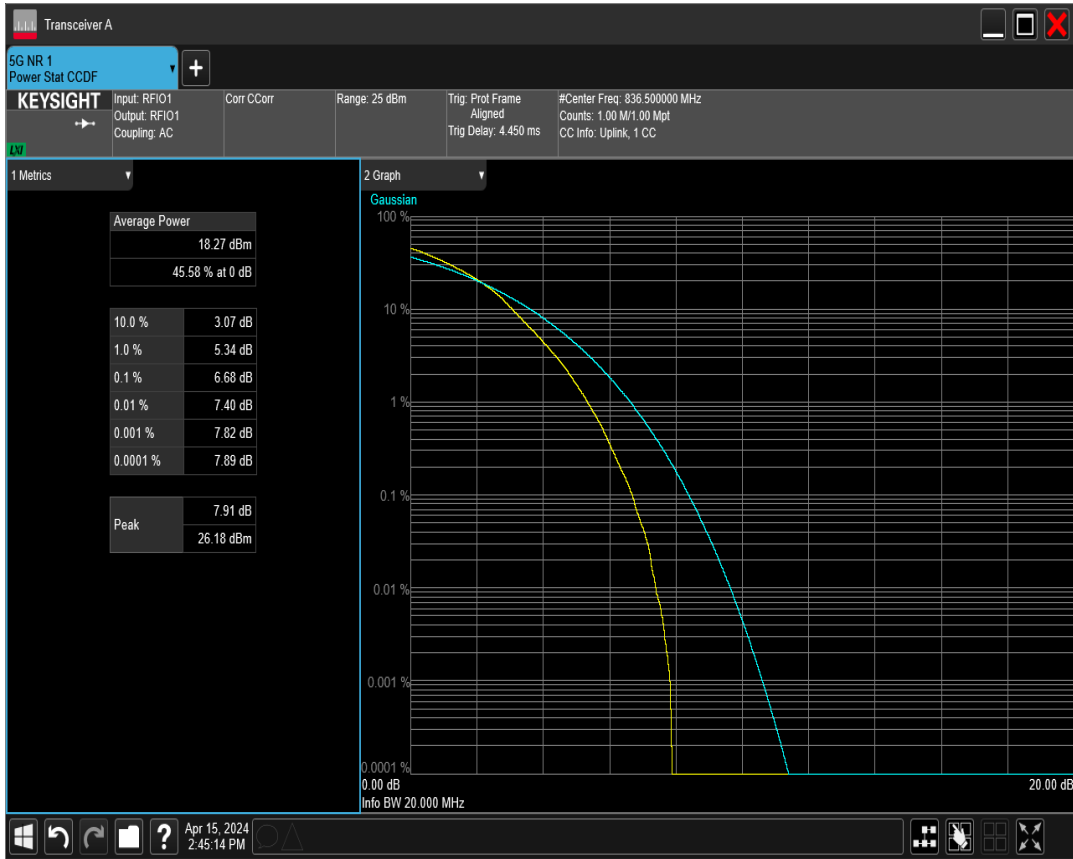 Transceiver A
5G NR 1
Power Stat CCDF
+
KEYSIGHT
LXI
Input: RFIO1
Output: RFIO1
Coupling: AC
Corr CCorr
Range: 25 dBm
Trig: Prot Frame
Aligned
Trig Delay: 4.450 ms
#Center Freq: 836.500000 MHz
Counts: 1.00 M/1.00 Mpt
CC Info: Uplink, 1 CC
1 Metrics
Average Power
18.27 dBm
45.58 % at 0 dB
10.0 % 3.07 dB
1.0 % 5.34 dB
0.1 % 6.68 dB
0.01 % 7.40 dB
0.001 % 7.82 dB
0.0001 % 7.89 dB
Peak
7.91 dB
26.18 dBm
2 Graph
Gaussian
100 %
10 %
1 %
0.1 %
0.01 %
0.001 %
0.0001 %
0.00 dB 20.00 dB
Info BW 20.000 MHz
?
Apr 15, 2024
2:45:14 PM